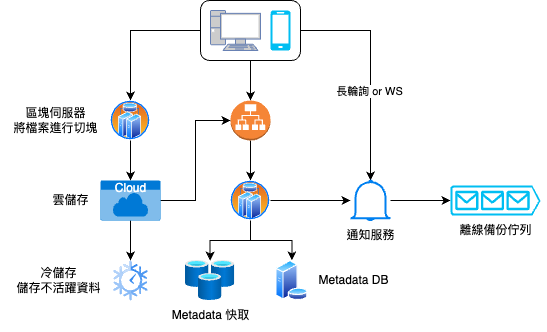 長輪詢 or WS
區塊伺服器
將檔案進行切塊
Cloud
雲儲存
通知服務
離線備份佇列
冷儲存
儲存不活躍資料
Metadata DB
Metadata 快取